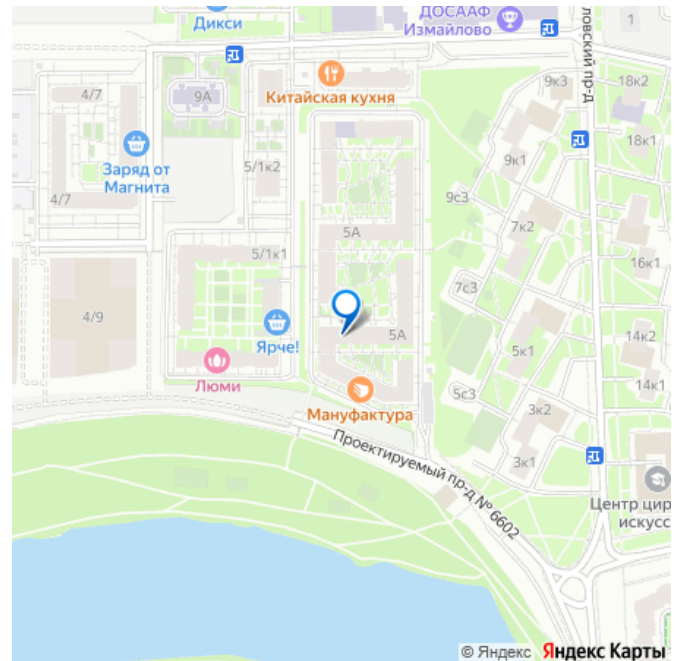 Дикси
ДОСААФ
Измайлово
ловский пр-д
1
4/7
9А
Китайская кухня
9к3
18к2
Заряд от
Магнита
5/1к2
9к1
18к1
4/7
9с3
7к2
5А
5/1к1
16к1
7с3
4/9
Ярче!
5А
5к1
14к2
Люми
Мануфактура
5с3
3к2
14к1
Проектируемый пр-д № 6602
3к1
Центр цир
искусс
© Яндекс Яндекс Карты